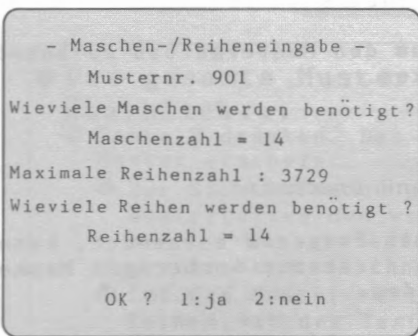 - Maschen-/Reiheneingabe -
Musternr. 901
Wieviele Maschen werden benötigt?
Maschenzahl = 14
Maximale Reihenzahl : 3729
Wieviele Reihen werden benötigt ?
Reihenzahl = 14
OK ? 1:ja 2:nein